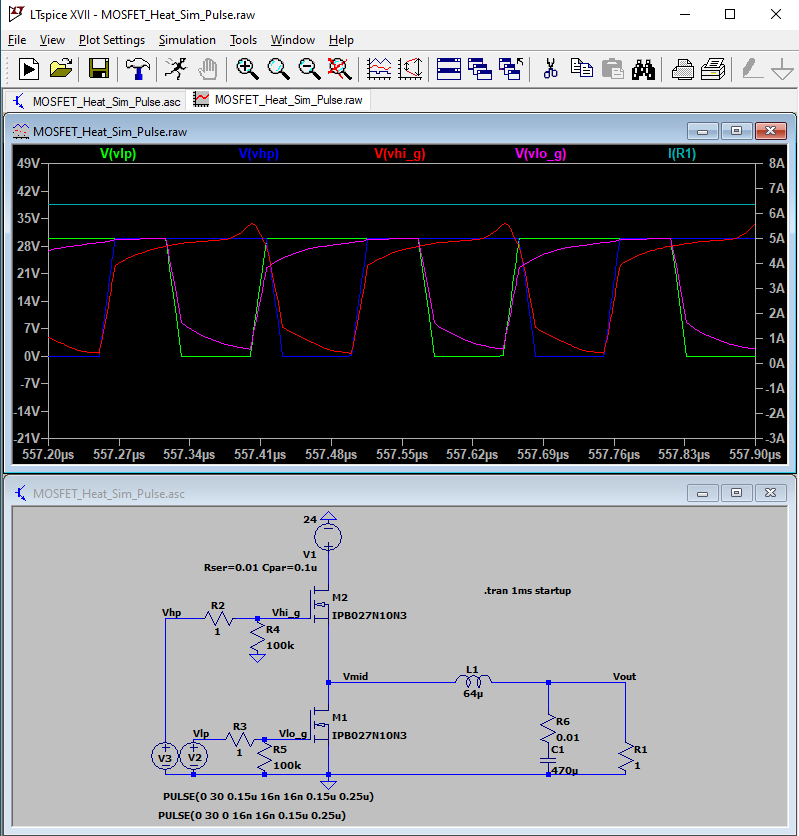 LTspice XVII - MOSFET_Heat_Sim_Pulse.raw
File View Plot Settings Simulation Tools Window Help
MOSFET_Heat_Sim_Pulse.asc MOSFET_Heat_Sim_Pulse.raw
MOSFET_Heat_Sim_Pulse.raw
V(vlp) V(vhp) V(vhi_g) V(vlo_g) I(R1)
49V 8A
42V 7A
35V 6A
28V 5A
21V 4A
14V 3A
7V 2A
0V 1A
-7V 0A
-14V -1A
-21V -2A
-3A
557.20µs 557.27µs 557.34µs 557.41µs 557.48µs 557.55µs 557.62µs 557.69µs 557.76µs 557.83µs 557.90µs
MOSFET_Heat_Sim_Pulse.asc
24
V1
Rser=0.01 Cpar=0.1u
.tran 1ms startup
M2
IPB027N10N3
Vhp
R2
1
Vhi_g
R4
100k
Vmid
L1
64µ
Vout
M1
IPB027N10N3
Vlp
R3
1
Vlo_g
R5
100k
R6
0.01
C1
470µ
R1
1
V3
V2
PULSE(0 30 0.15u 16n 16n 0.15u 0.25u)
PULSE(0 30 0 16n 16n 0.15u 0.25u)